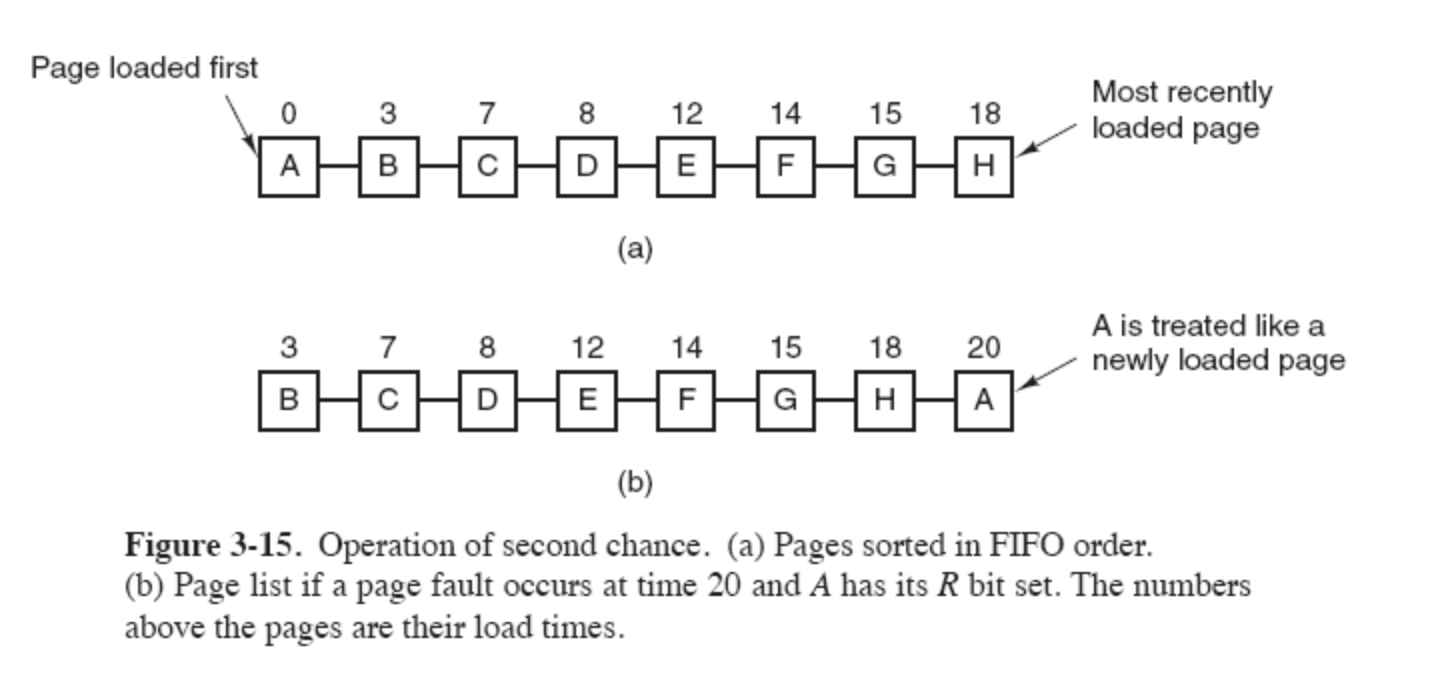 Page loaded first
Most recently
loaded page
0 3 7 8 12 14 15 18
A B C D E F G H
(a)
A is treated like a
newly loaded page
3 7 8 12 14 15 18 20
B C D E F G H A
(b)
Figure 3-15. Operation of second chance. (a) Pages sorted in FIFO order.
(b) Page list if a page fault occurs at time 20 and A has its R bit set. The numbers
above the pages are their load times.